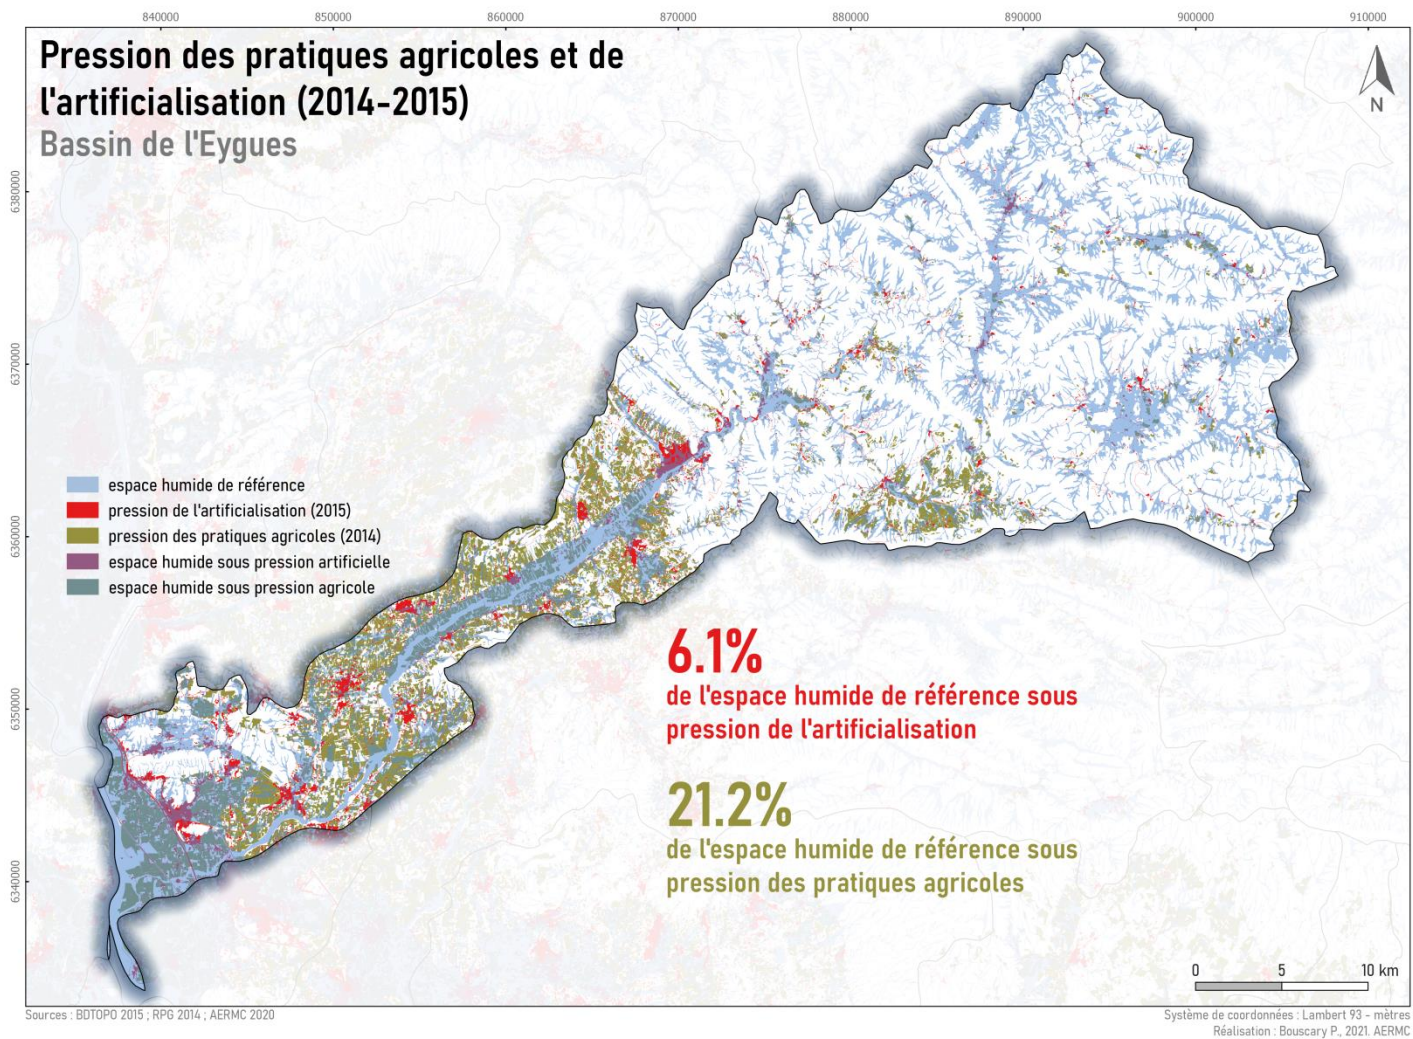 840000 850000 860000 870000 880000 890000 900000 910000
Pression des pratiques agricoles et de
l'artificialisation (2014-2015)
Bassin de l'Eygues
N
6380000
6370000
6360000
6350000
6340000
espace humide de référence
pression de l'artificialisation (2015)
pression des pratiques agricoles (2014)
espace humide sous pression artificielle
espace humide sous pression agricole
6.1%
de l'espace humide de référence sous
pression de l'artificialisation
21.2%
de l'espace humide de référence sous
pression des pratiques agricoles
0 5 10 km
Sources : BDTOPO 2015 ; RPG 2014 ; AERMC 2020
Système de coordonnées : Lambert 93 - mètres
Réalisation : Bouscary P., 2021. AERMC